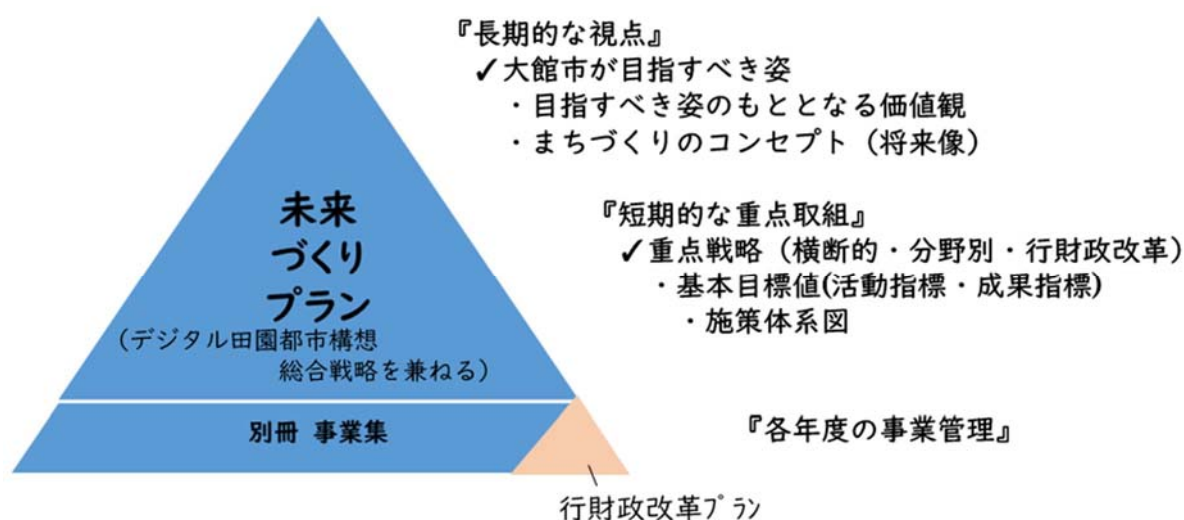 『長期的な視点』
✓大館市が目指すべき姿
・目指すべき姿のもととなる価値観
・まちづくりのコンセプト（将来像）
『短期的な重点取組』
✓重点戦略（横断的・分野別・行財政改革）
・基本目標値(活動指標・成果指標)
・施策体系図
未来
づくり
プラン
（デジタル田園都市構想
総合戦略を兼ねる）
別冊 事業集
『各年度の事業管理』
行財政改革ﾌﾟﾗﾝ